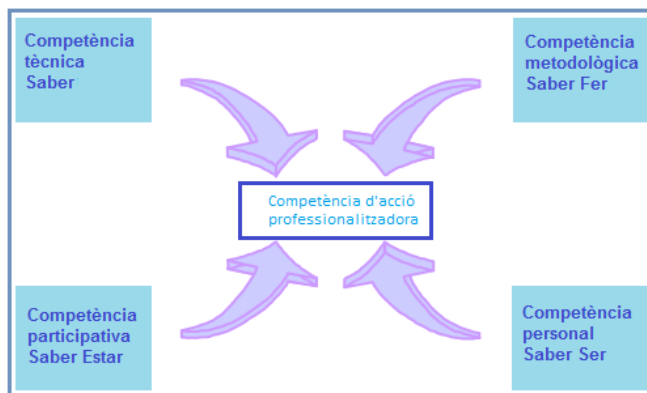 Competència
tècnica
Saber
Competència
metodològica
Saber Fer
Competència d'acció
professionalitzadora
Competència
participativa
Saber Estar
Competència
personal
Saber Ser